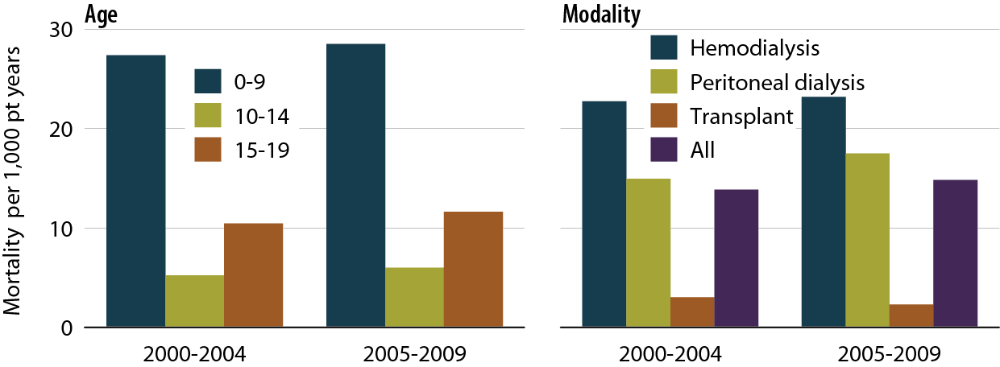 Age
Modality
Mortality per 1,000 pt years
30
20
10
0
0-9
10-14
15-19
2000-2004
2005-2009
Hemodialysis
Peritoneal dialysis
Transplant
All
2000-2004
2005-2009